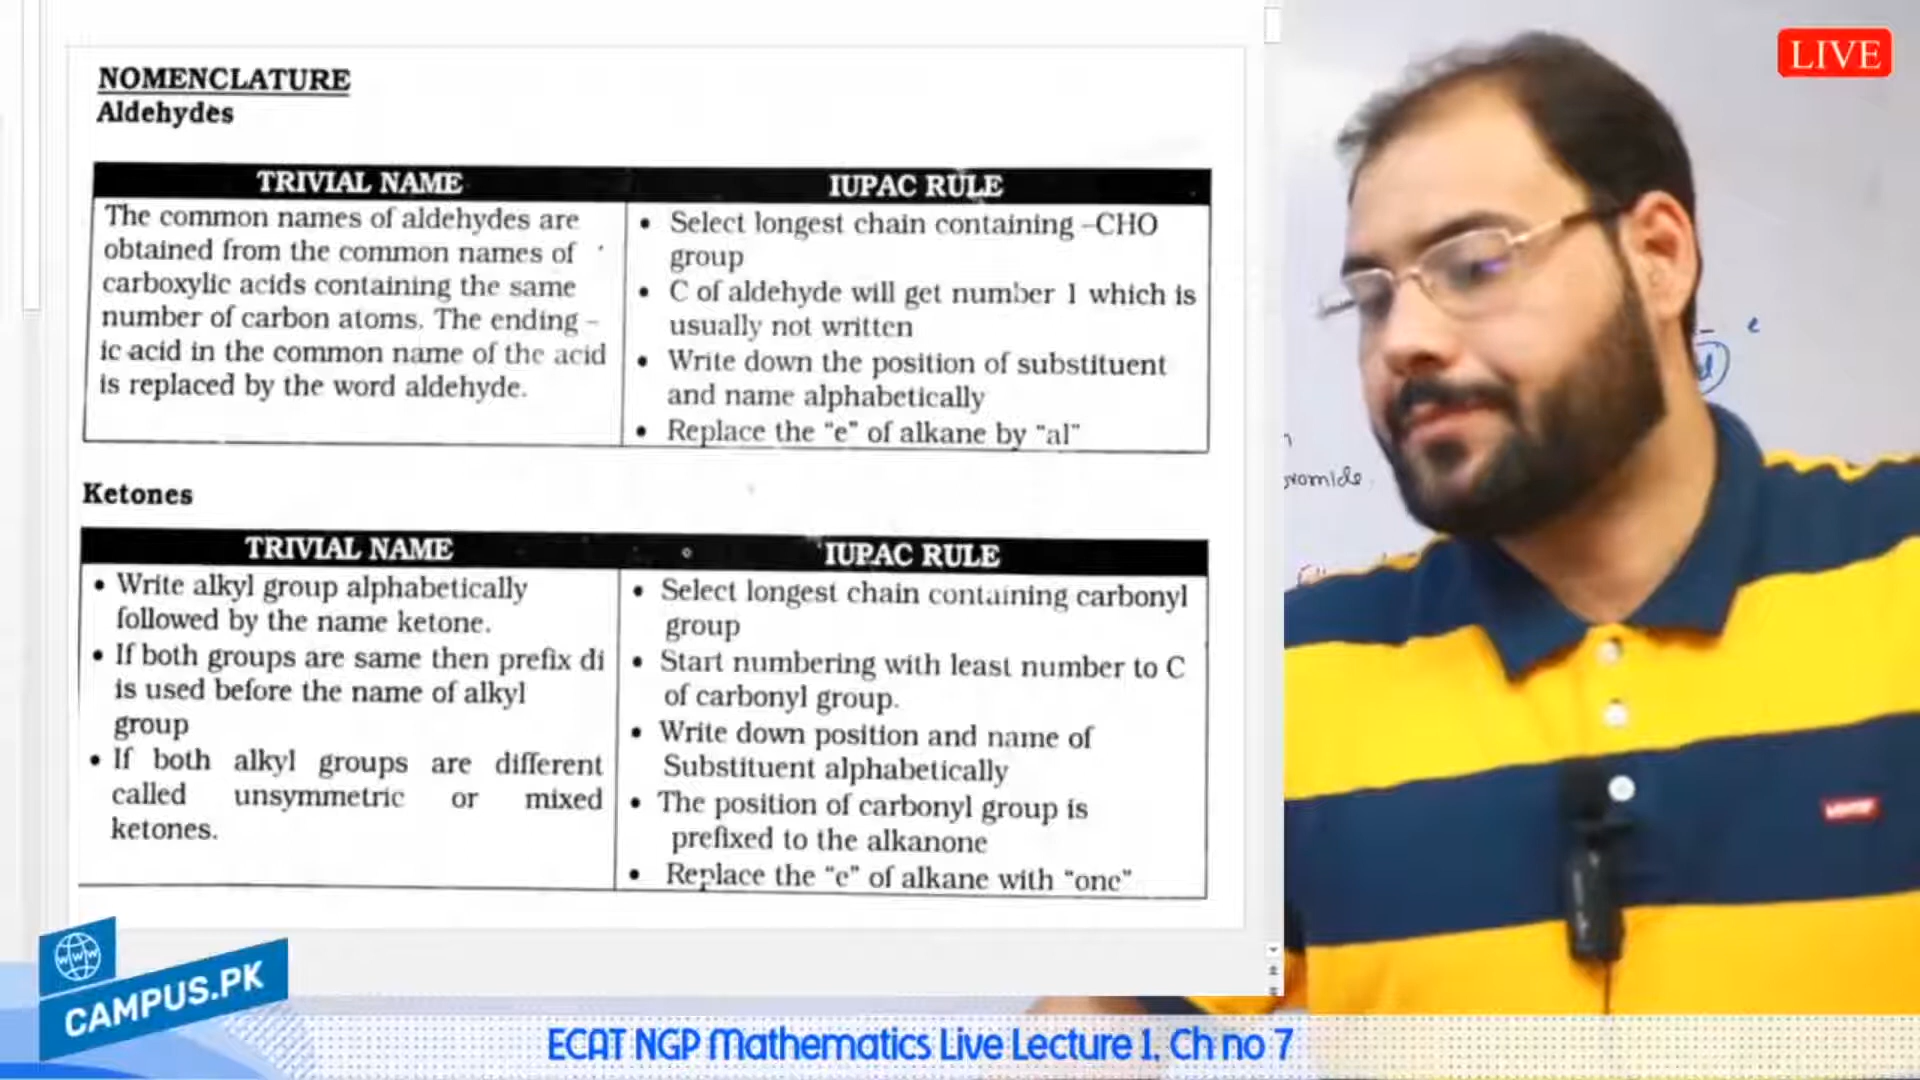 LIVE
NOMENCLATURE
Aldehydes
TRIVIAL NAME
IUPAC RULE
The common names of aldehydes are
obtained from the common names of
carboxylic acids containing the same
number of carbon atoms. The ending –
ic acid in the common name of the acid
is replaced by the word aldehyde.
• Select longest chain containing –CHO
group
• C of aldehyde will get number 1 which is
usually not written
• Write down the position of substituent
and name alphabetically
• Replace the “e” of alkane by “al”
Ketones
TRIVIAL NAME
IUPAC RULE
• Write alkyl group alphabetically
followed by the name ketone.
• If both groups are same then prefix di
is used before the name of alkyl
group
• If both alkyl groups are different
called unsymmetric or mixed
ketones.
• Select longest chain containing carbonyl
group
• Start numbering with least number to C
of carbonyl group.
• Write down position and name of
Substituent alphabetically
• The position of carbonyl group is
prefixed to the alkanone
• Replace the “e” of alkane with “one”
e
romide
www
CAMPUS.PK
ECAT NGP Mathematics Live Lecture 1, Ch no 7